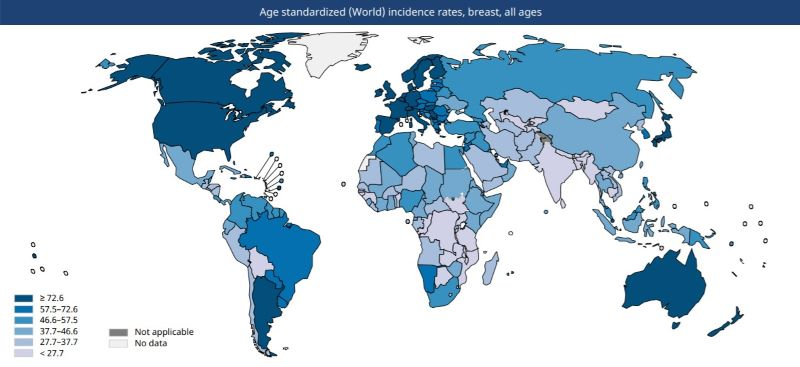 Age standardized (World) incidence rates, breast, all ages
≥ 72.6
57.5–72.6
46.6–57.5
37.7–46.6
27.7–37.7
< 27.7
Not applicable
No data